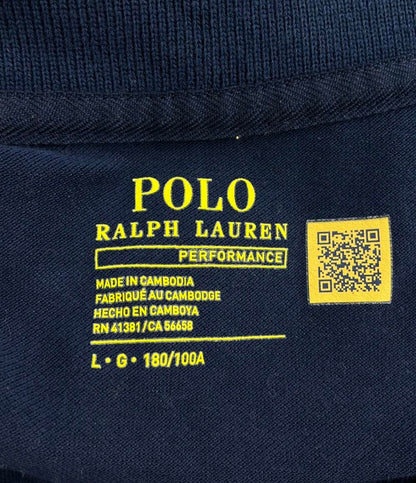 POLO
RALPH LAUREN
PERFORMANCE
MADE IN CAMBODIA
FABRIQUÉ AU CAMBODGE
HECHO EN CAMBOYA
RN 41381/CA 56658
L • G • 180/100A